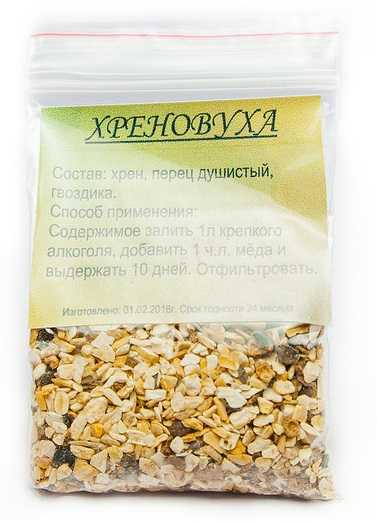 ХРЕНОВУХА
Состав: хрен, перец душистый,
гвоздика.
Способ применения:
Содержимое залить 1л крепкого
алкоголя, добавить 1 ч.л. мёда и
выдержать 10 дней. Отфильтровать.
Изготовлено: 01.02.2018г. Срок годности 24 месяца